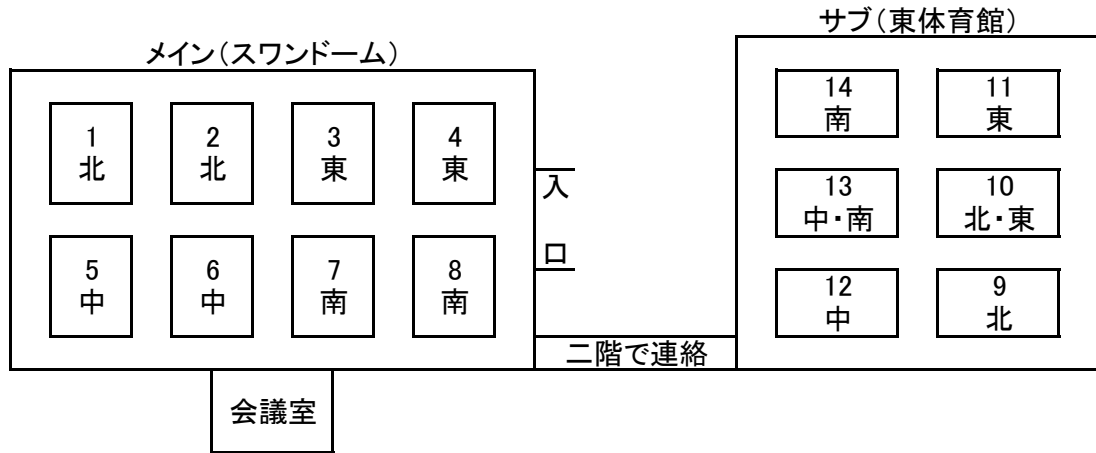 サブ(東体育館)
メイン(スワンドーム)
1
北
2
北
3
東
4
東
5
中
6
中
7
南
8
南
入
口
14
南
11
東
13
中・南
10
北・東
12
中
9
北
二階で連絡
会議室